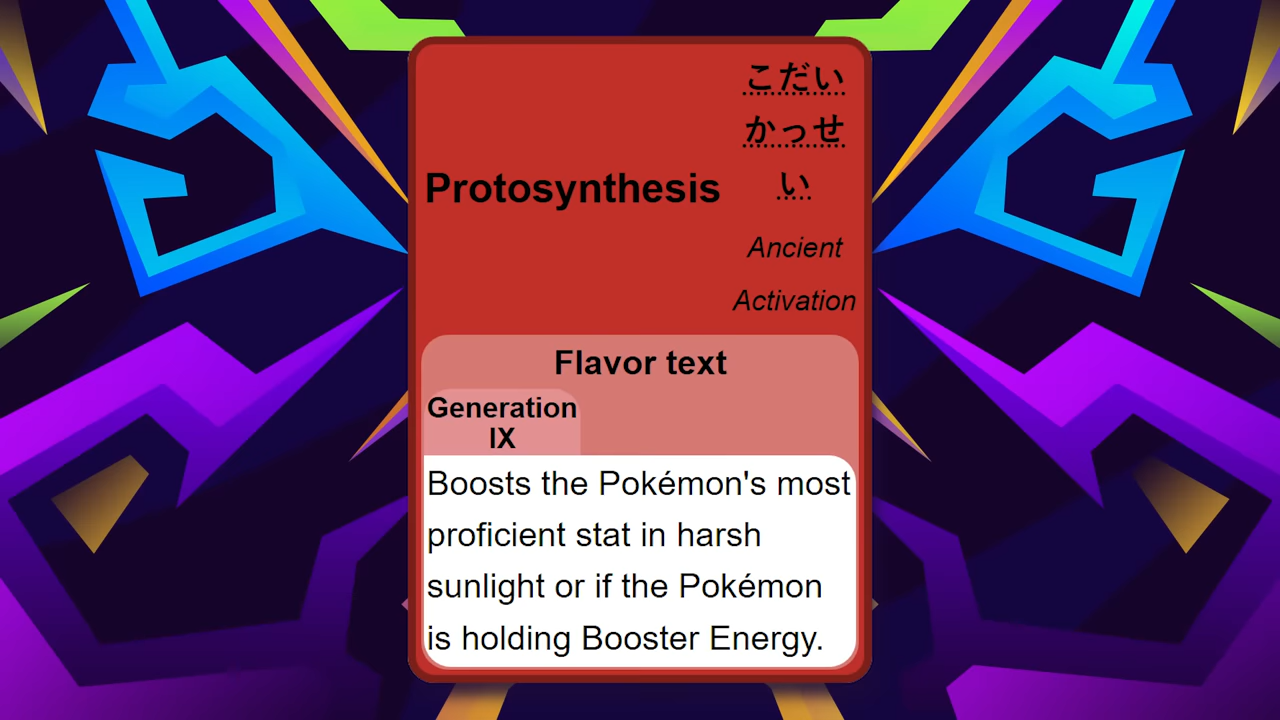 Protosynthesis
こだい
かっせ
い
Ancient
Activation
Flavor text
Generation
IX
Boosts the Pokémon's most
proficient stat in harsh
sunlight or if the Pokémon
is holding Booster Energy.